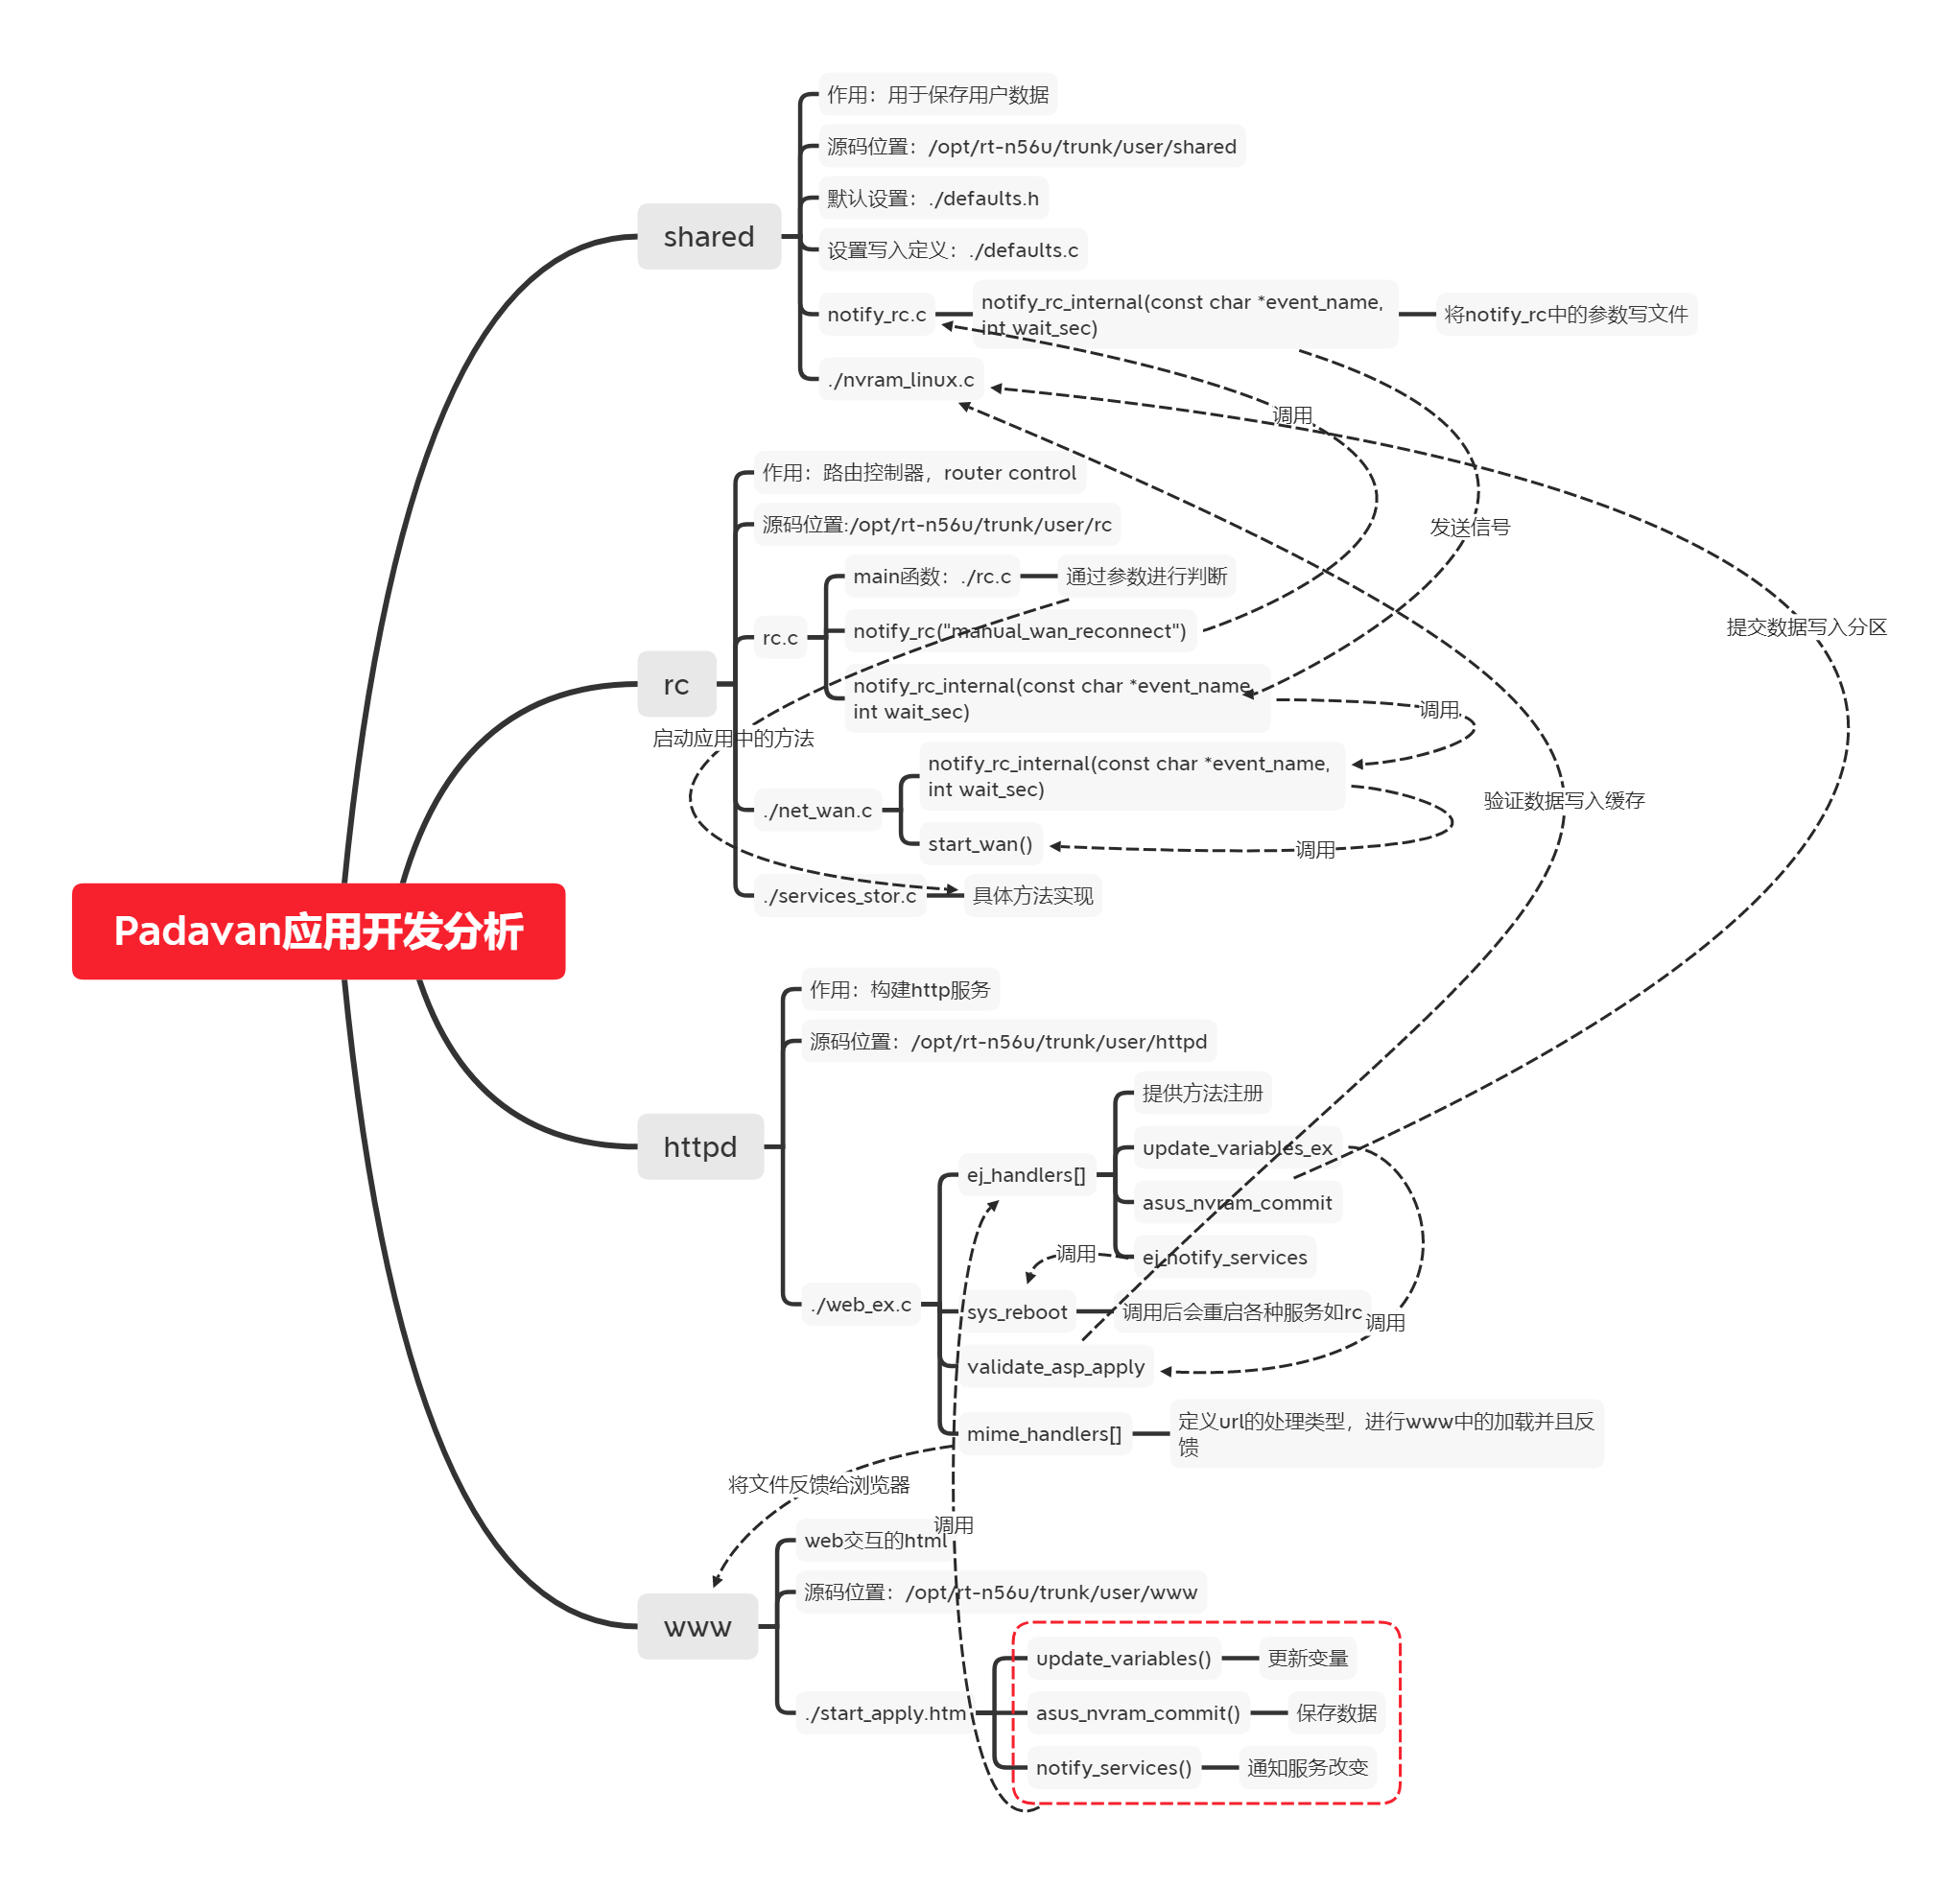 作用：用于保存用户数据
源码位置：/opt/rt-n56u/trunk/user/shared
默认设置：./defaults.h
shared
设置写入定义：./defaults.c
notify_rc.c
notify_rc_internal(const char *event_name,
int wait_sec)
将notify_rc中的参数写文件
./nvram_linux.c
调用
作用：路由控制器，router control
源码位置:/opt/rt-n56u/trunk/user/rc
发送信号
main函数：./rc.c
通过参数进行判断
提交数据写入分区
rc.c
notify_rc("manual_wan_reconnect")
rc
notify_rc_internal(const char *event_name,
int wait_sec)
调用
启动应用中的方法
notify_rc_internal(const char *event_name,
int wait_sec)
验证数据写入缓存
./net_wan.c
start_wan()
调用
./services_stor.c
具体方法实现
Padavan应用开发分析
作用：构建http服务
源码位置：/opt/rt-n56u/trunk/user/httpd
提供方法注册
httpd
update_variables_ex
ej_handlers[]
asus_nvram_commit
调用
ej_notify_services
./web_ex.c
sys_reboot
调用后会重启各种服务如rc
调用
validate_asp_apply
mime_handlers[]
定义url的处理类型，进行www中的加载并且反
馈
将文件反馈给浏览器
调用
web交互的html
源码位置：/opt/rt-n56u/trunk/user/www
www
update_variables()
更新变量
./start_apply.htm
asus_nvram_commit()
保存数据
notify_services()
通知服务改变